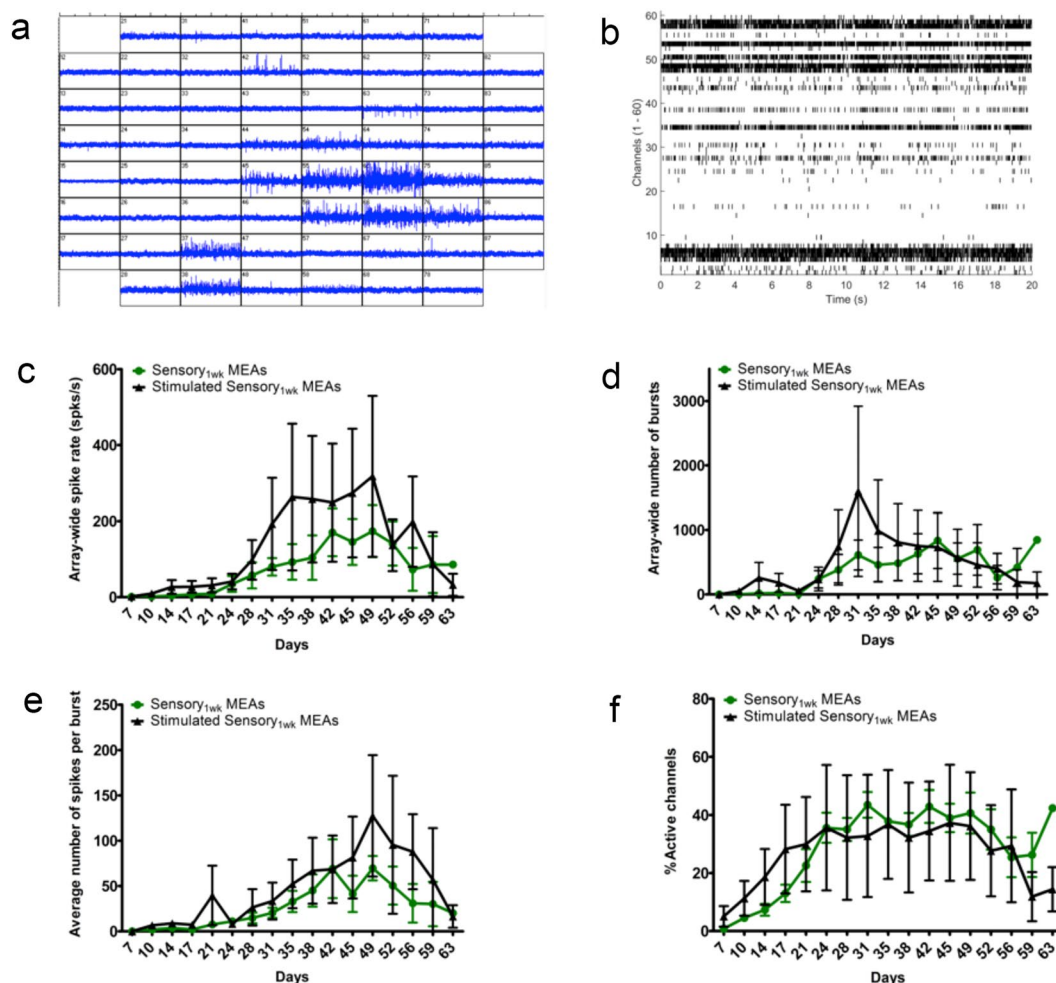 a
21 31 41 51 61 71
12 22 32 42 52 62 72 82
13 23 33 43 53 63 73 83
14 24 34 44 54 64 74 84
15 25 35 45 55 65 75 85
16 26 36 46 56 66 76 86
17 27 37 47 57 67 77 87
28 38 48 58 68 78
b
Channels (1 - 60)
60
50
40
30
20
10
0 2 4 6 8 10 12 14 16 18 20
Time (s)
c
Sensory1wk MEAs
Stimulated Sensory1wk MEAs
Array-wide spike rate (spks/s)
600
400
200
0
7 10 14 17 21 24 28 31 35 38 42 45 49 52 56 59 63
Days
d
Sensory1wk MEAs
Stimulated Sensory1wk MEAs
Array-wide number of bursts
3000
2000
1000
0
7 10 14 17 21 24 28 31 35 38 42 45 49 52 56 59 63
Days
e
Sensory1wk MEAs
Stimulated Sensory1wk MEAs
Average number of spikes per burst
250
200
150
100
50
0
7 10 14 17 21 24 28 31 35 38 42 45 49 52 56 59 63
Days
f
Sensory1wk MEAs
Stimulated Sensory1wk MEAs
%Active channels
80
60
40
20
0
7 10 14 17 21 24 28 31 35 38 42 45 49 52 56 59 63
Days